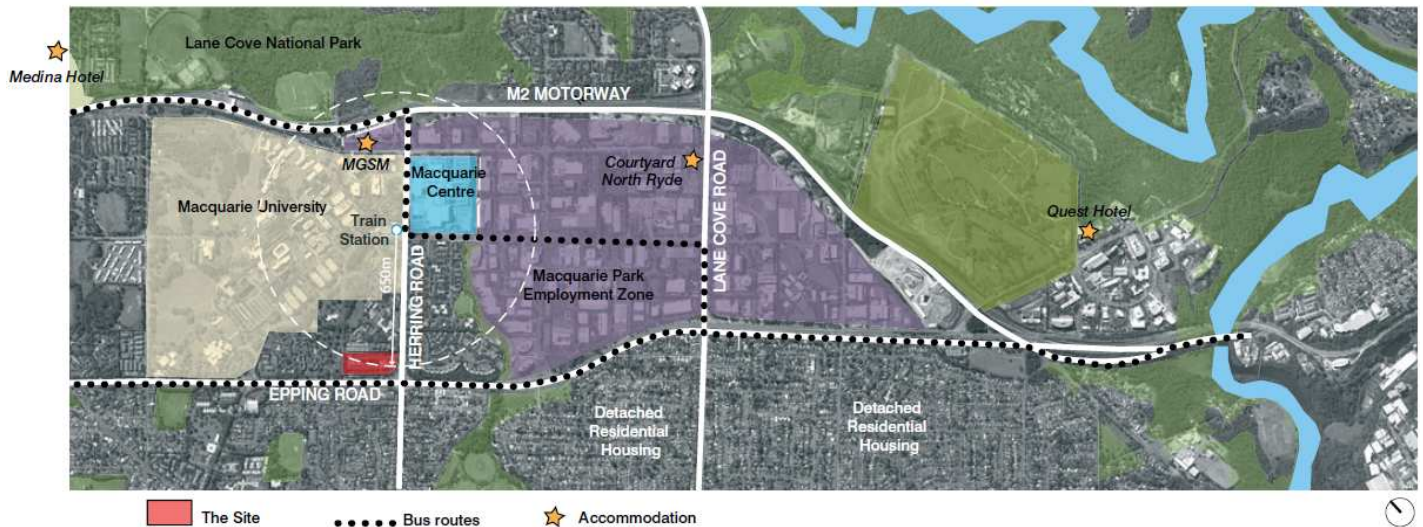 Lane Cove National Park
Medina Hotel
M2 MOTORWAY
MGSM
Macquarie
Centre
Courtyard
North Ryde
Macquarie University
Train
Station
Quest Hotel
LANE COVE ROAD
650m
HERRING ROAD
Macquarie Park
Employment Zone
EPPING ROAD
Detached
Residential
Housing
Detached
Residential
Housing
The Site
Bus routes
Accommodation